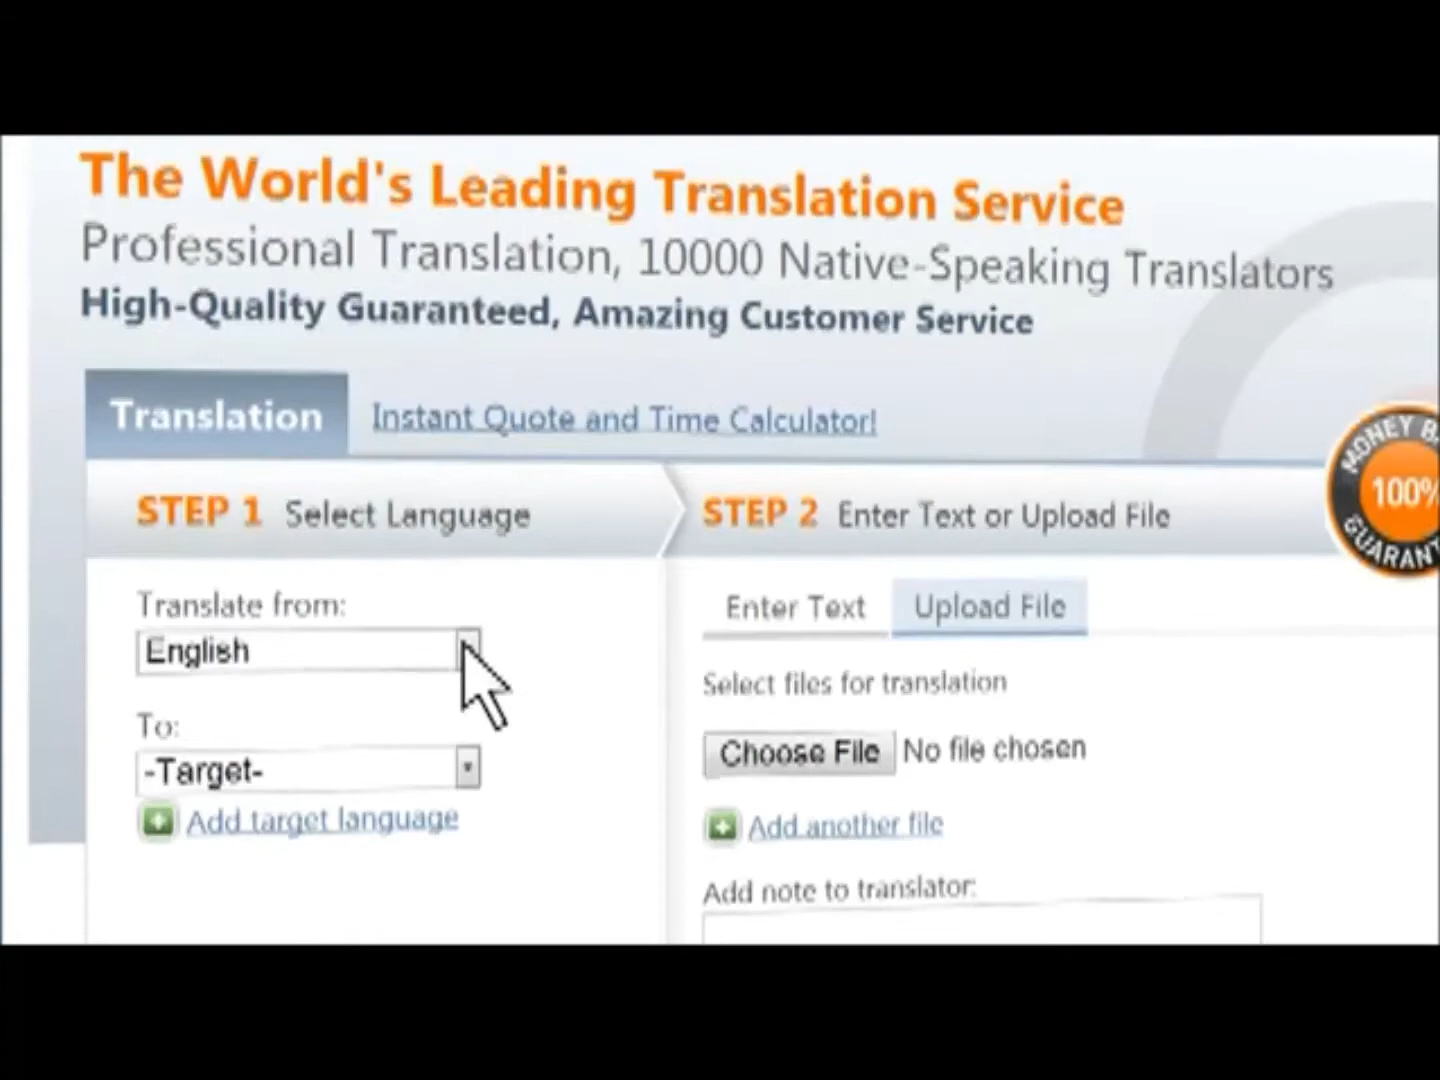 The World's Leading Translation Service
Professional Translation, 10000 Native-Speaking Translators
High-Quality Guaranteed, Amazing Customer Service
Translation
Instant Quote and Time Calculator!
STEP 1 Select Language
STEP 2 Enter Text or Upload File
MONEY
100%
Translate from:
English
To:
-Target-
Add target language
Enter Text
Upload File
Select files for translation
Choose File No file chosen
Add another file
Add note to translator: